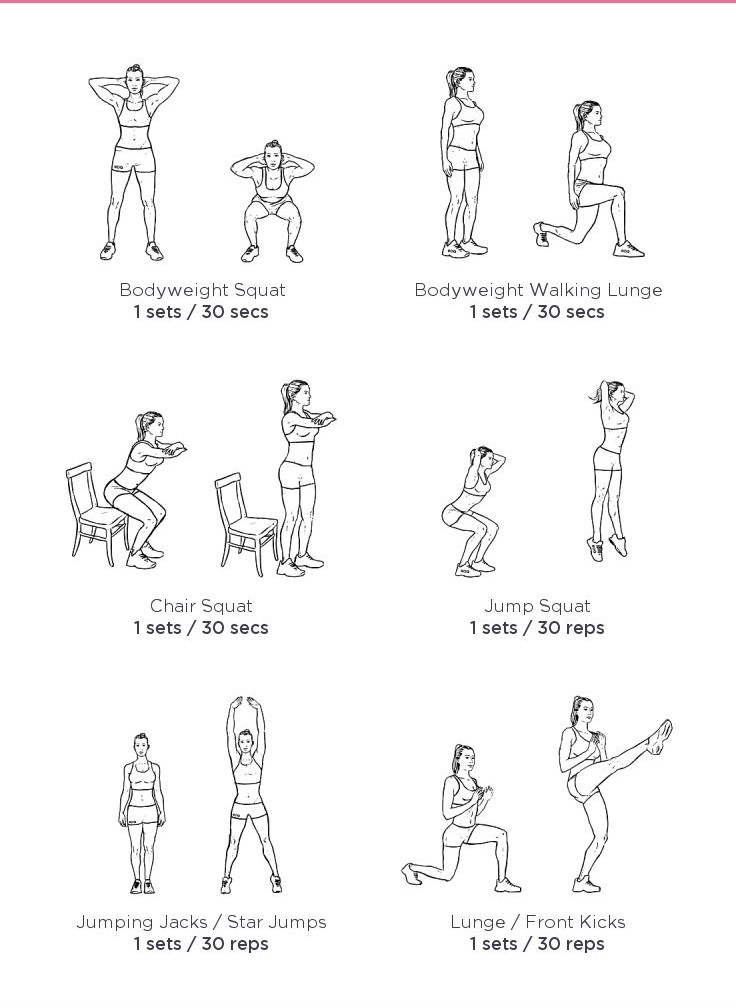 Bodyweight Squat
1 sets / 30 secs
Bodyweight Walking Lunge
1 sets / 30 secs
Chair Squat
1 sets / 30 secs
Jump Squat
1 sets / 30 reps
Jumping Jacks / Star Jumps
1 sets / 30 reps
Lunge / Front Kicks
1 sets / 30 reps